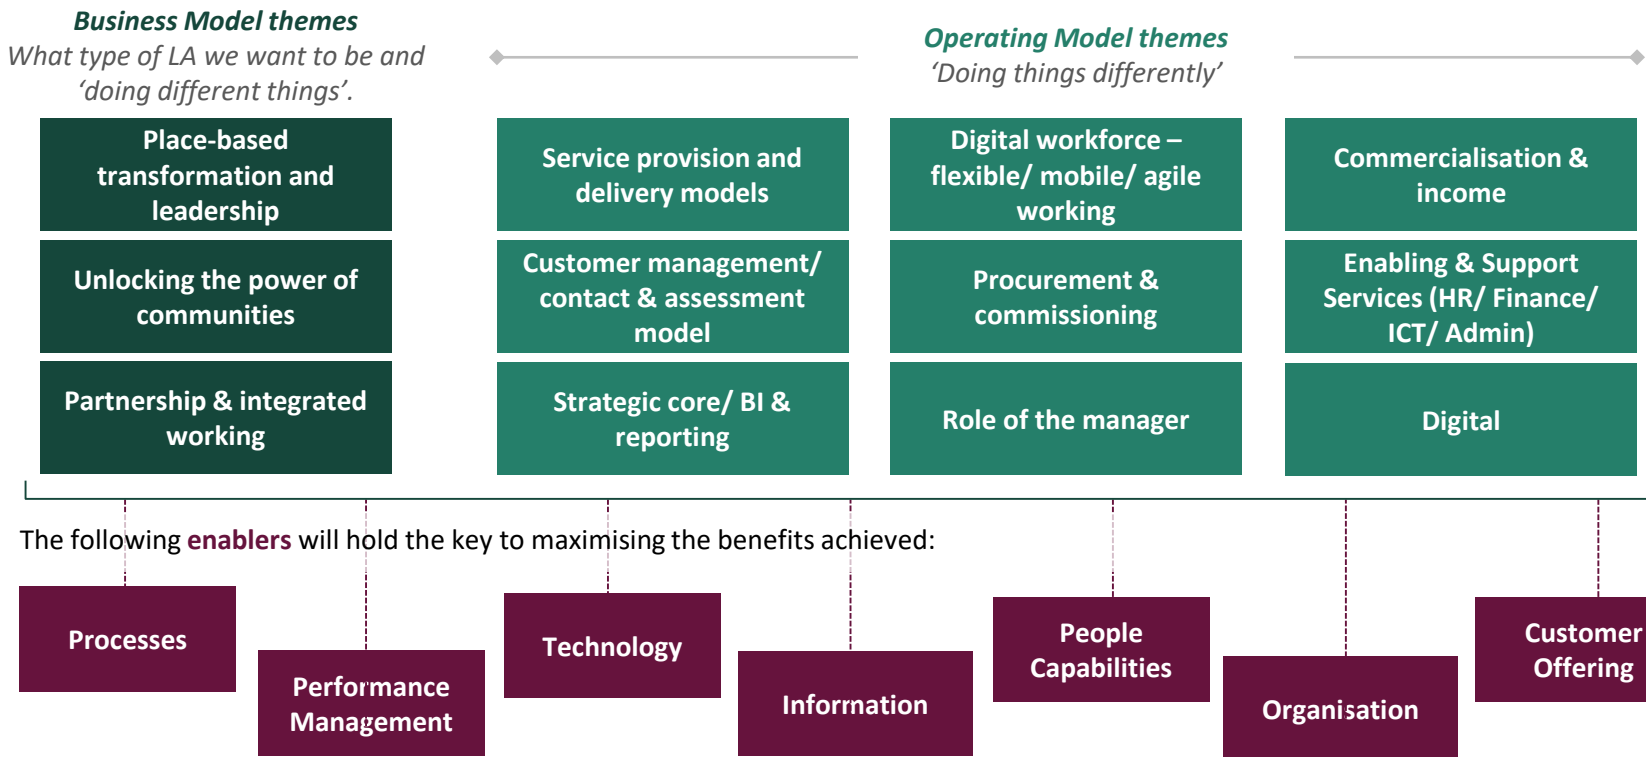 Business Model themes
What type of LA we want to be and
‘doing different things’.
Operating Model themes
‘Doing things differently’
Place-based
transformation and
leadership
Unlocking the power of
communities
Partnership & integrated
working
Service provision and
delivery models
Customer management/
contact & assessment
model
Strategic core/ BI &
reporting
Digital workforce –
flexible/ mobile/ agile
working
Procurement &
commissioning
Role of the manager
Commercialisation &
income
Enabling & Support
Services (HR/ Finance/
ICT/ Admin)
Digital
The following enablers will hold the key to maximising the benefits achieved:
Processes
Performance
Management
Technology
Information
People
Capabilities
Organisation
Customer
Offering